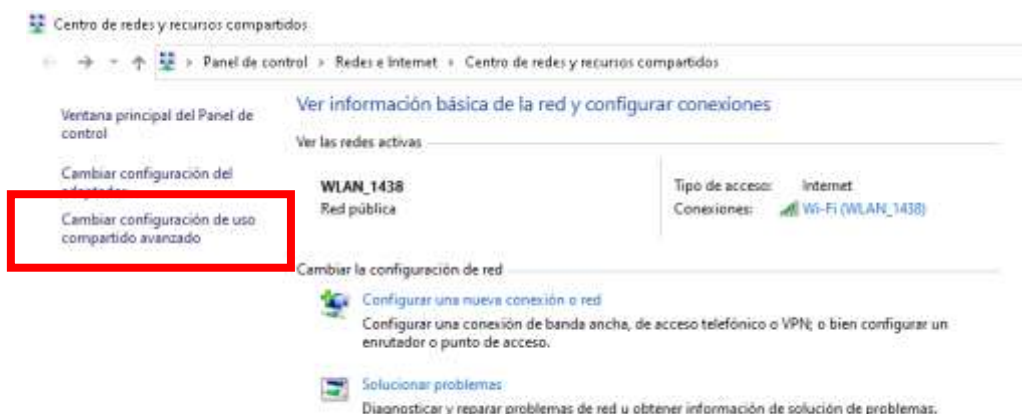 Centro de redes y recursos compartidos
Panel de control > Redes e Internet > Centro de redes y recursos compartidos
Ventana principal del Panel de
control
Cambiar configuración del
adaptador
Cambiar configuración de uso
compartido avanzado
Ver información básica de la red y configurar conexiones
Ver las redes activas
WLAN_1438
Red pública
Tipo de acceso: Internet
Conexiones: Wi-Fi (WLAN_1438)
Cambiar la configuración de red
Configurar una nueva conexión o red
Configurar una conexión de banda ancha, de acceso telefónico o VPN; o bien configurar un
enrutador o punto de acceso.
Solucionar problemas
Diagnosticar y reparar problemas de red u obtener información de solución de problemas.